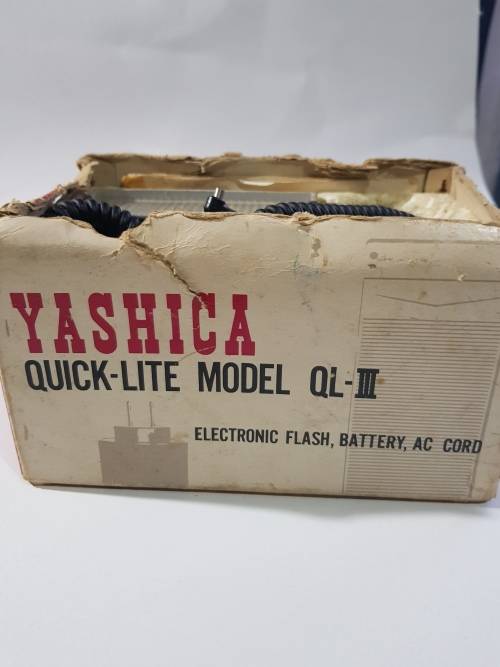 YASHICA
QUICK-LITE MODEL QL-III
ELECTRONIC FLASH, BATTERY, AC CORD